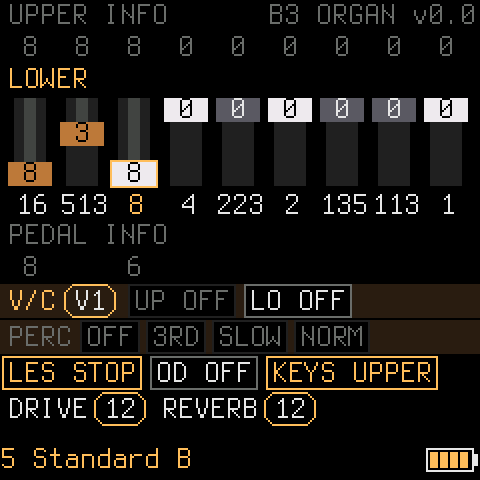 UPPER INFO B3 ORGAN v0.0
8 8 8 0 0 0 0 0 0
LOWER
8 3 8 0 0 0 0 0 0
16 513 8 4 223 2 135 113 1
PEDAL INFO
8 6
V/C V1 UP OFF LO OFF
PERC OFF 3RD SLOW NORM
LES STOP OD OFF KEYS UPPER
DRIVE 12 REVERB 12
5 Standard B